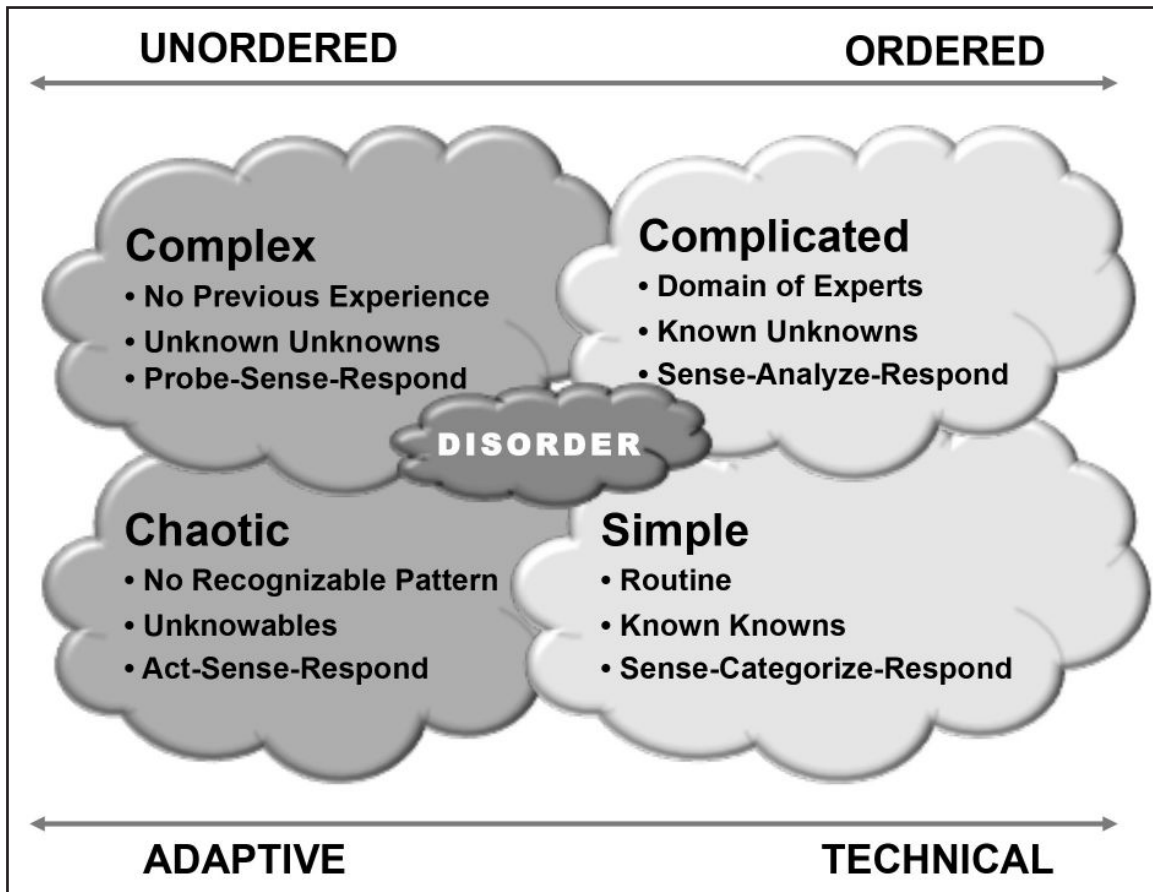 UNORDERED
ORDERED
Complex
• No Previous Experience
• Unknown Unknowns
• Probe-Sense-Respond
Complicated
• Domain of Experts
• Known Unknowns
• Sense-Analyze-Respond
DISORDER
Chaotic
• No Recognizable Pattern
• Unknowables
• Act-Sense-Respond
Simple
• Routine
• Known Knowns
• Sense-Categorize-Respond
ADAPTIVE
TECHNICAL